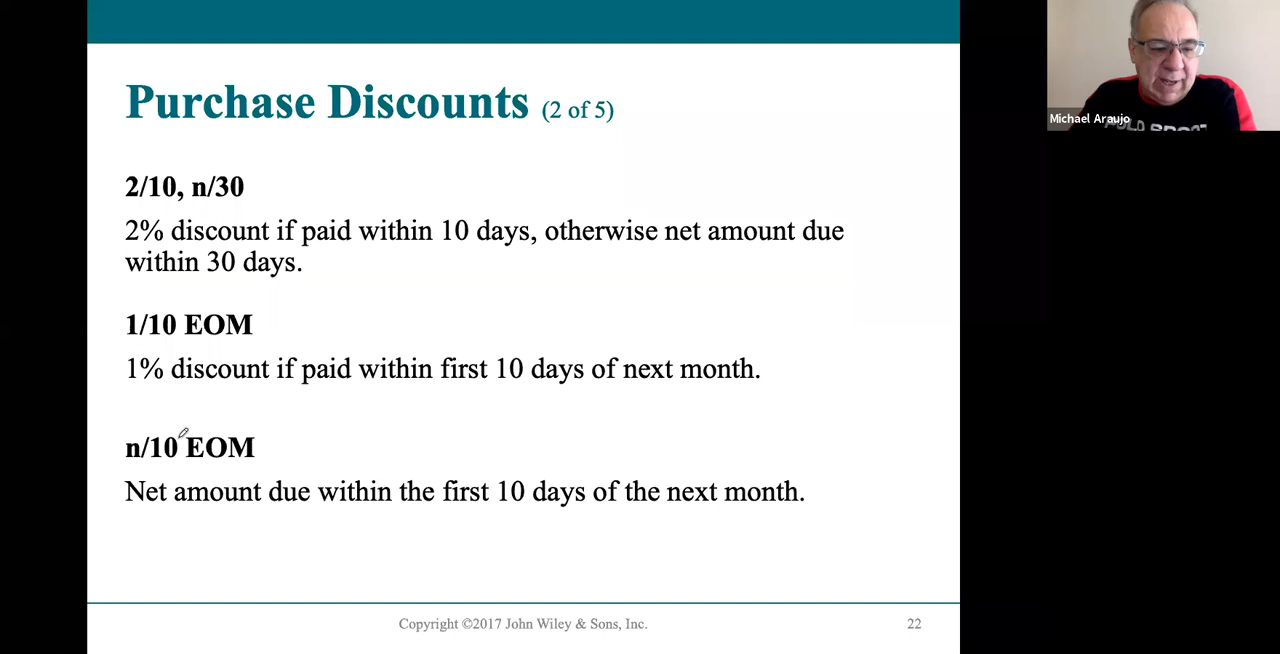 Purchase Discounts (2 of 5)
2/10, n/30
2% discount if paid within 10 days, otherwise net amount due
within 30 days.
1/10 EOM
1% discount if paid within first 10 days of next month.
n/10 EOM
Net amount due within the first 10 days of the next month.
Copyright ©2017 John Wiley & Sons, Inc.
22
Michael Araujo